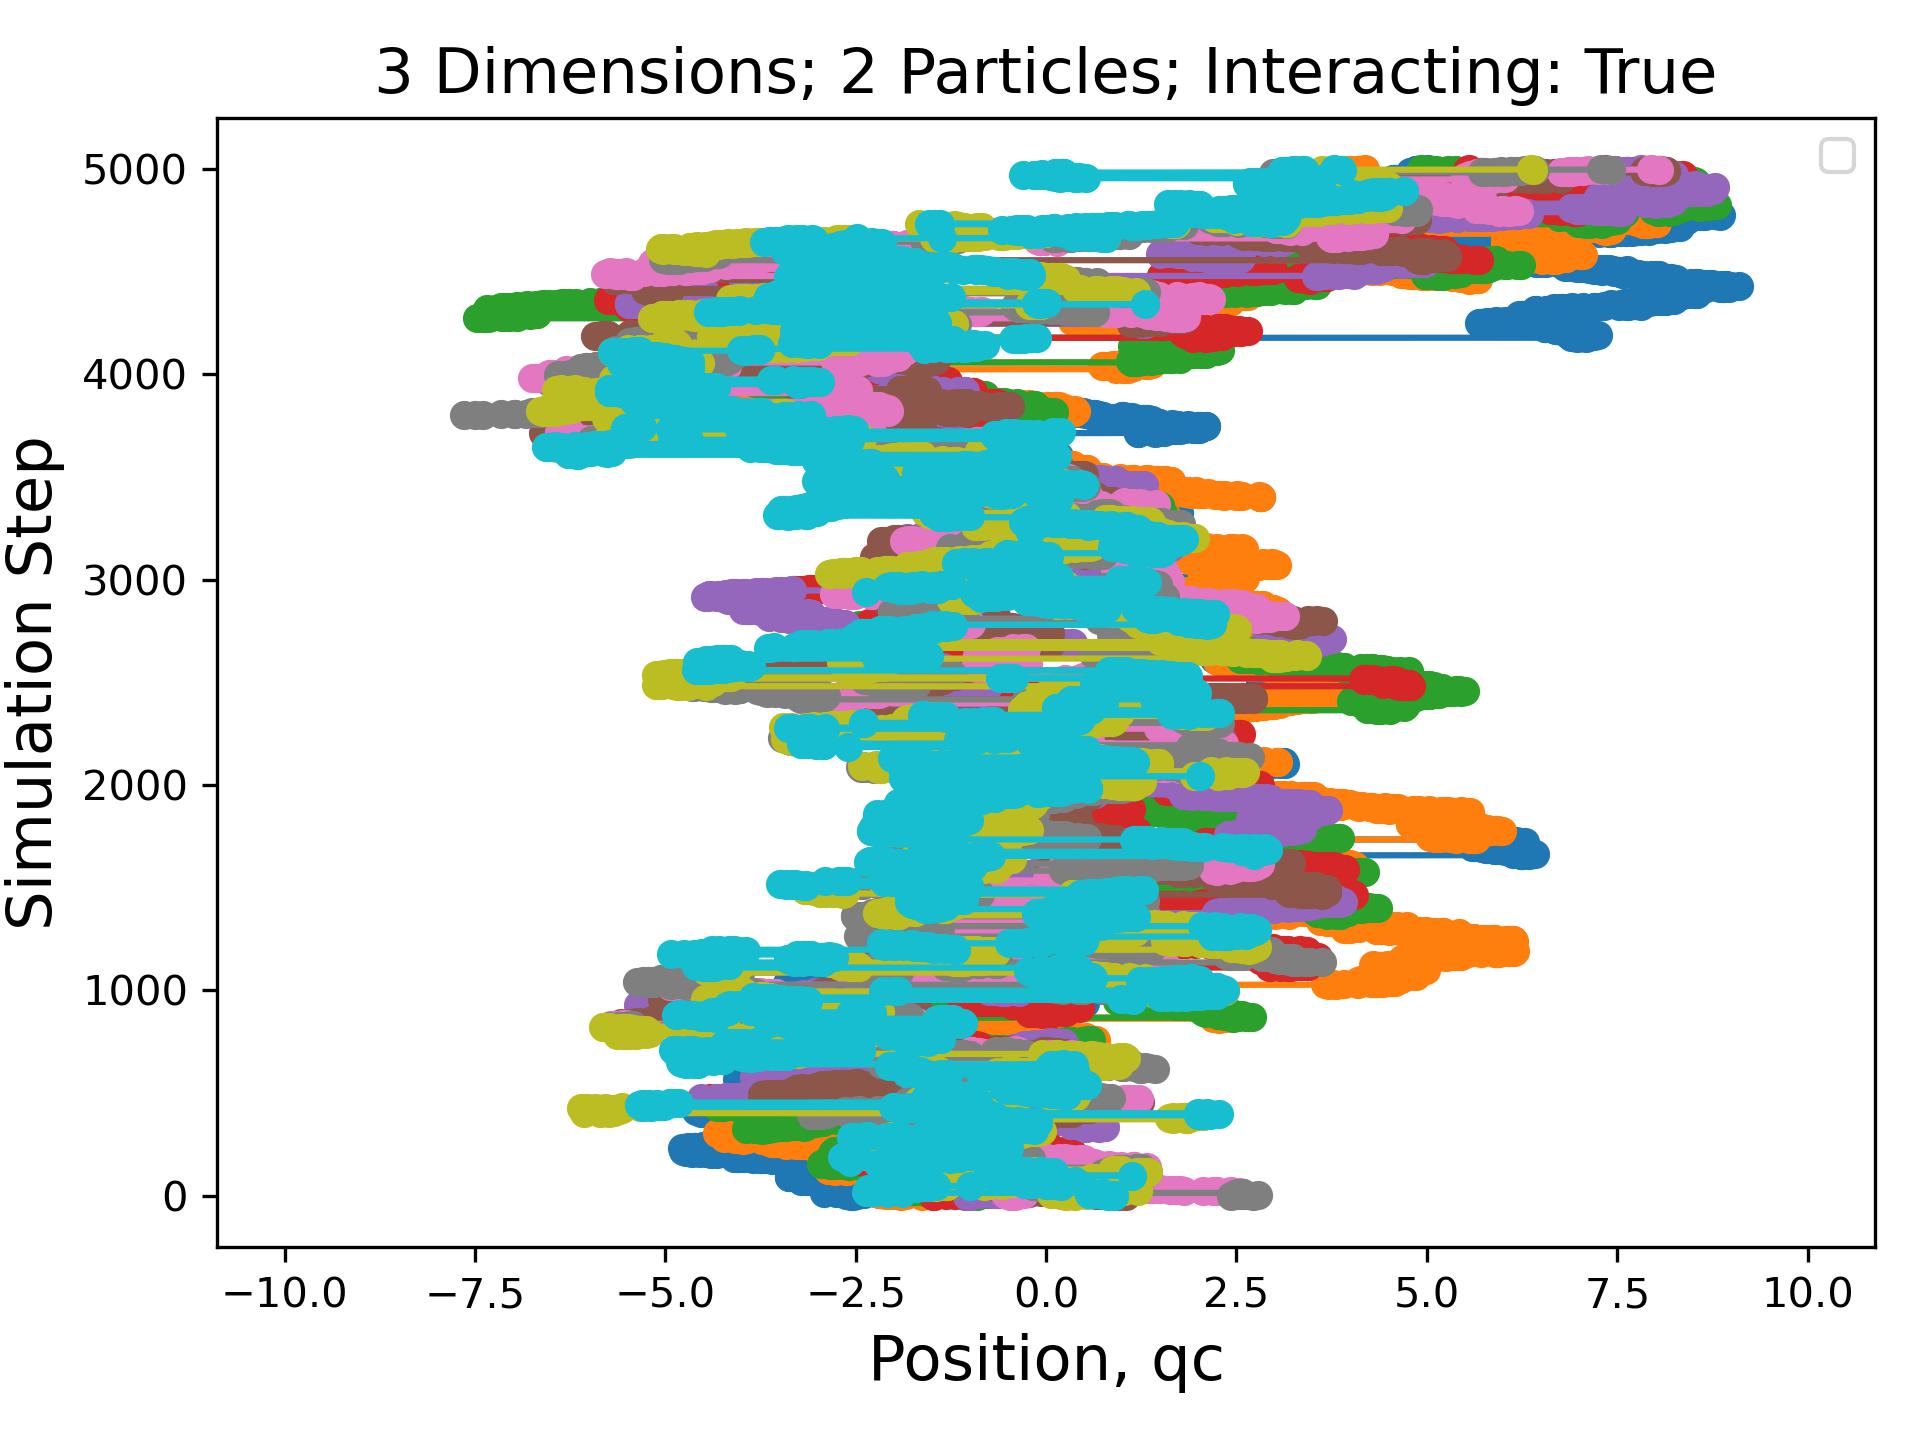 3 Dimensions; 2 Particles; Interacting: True
Simulation Step
5000
4000
3000
2000
1000
0
−10.0 −7.5 −5.0 −2.5 0.0 2.5 5.0 7.5 10.0
Position, qc